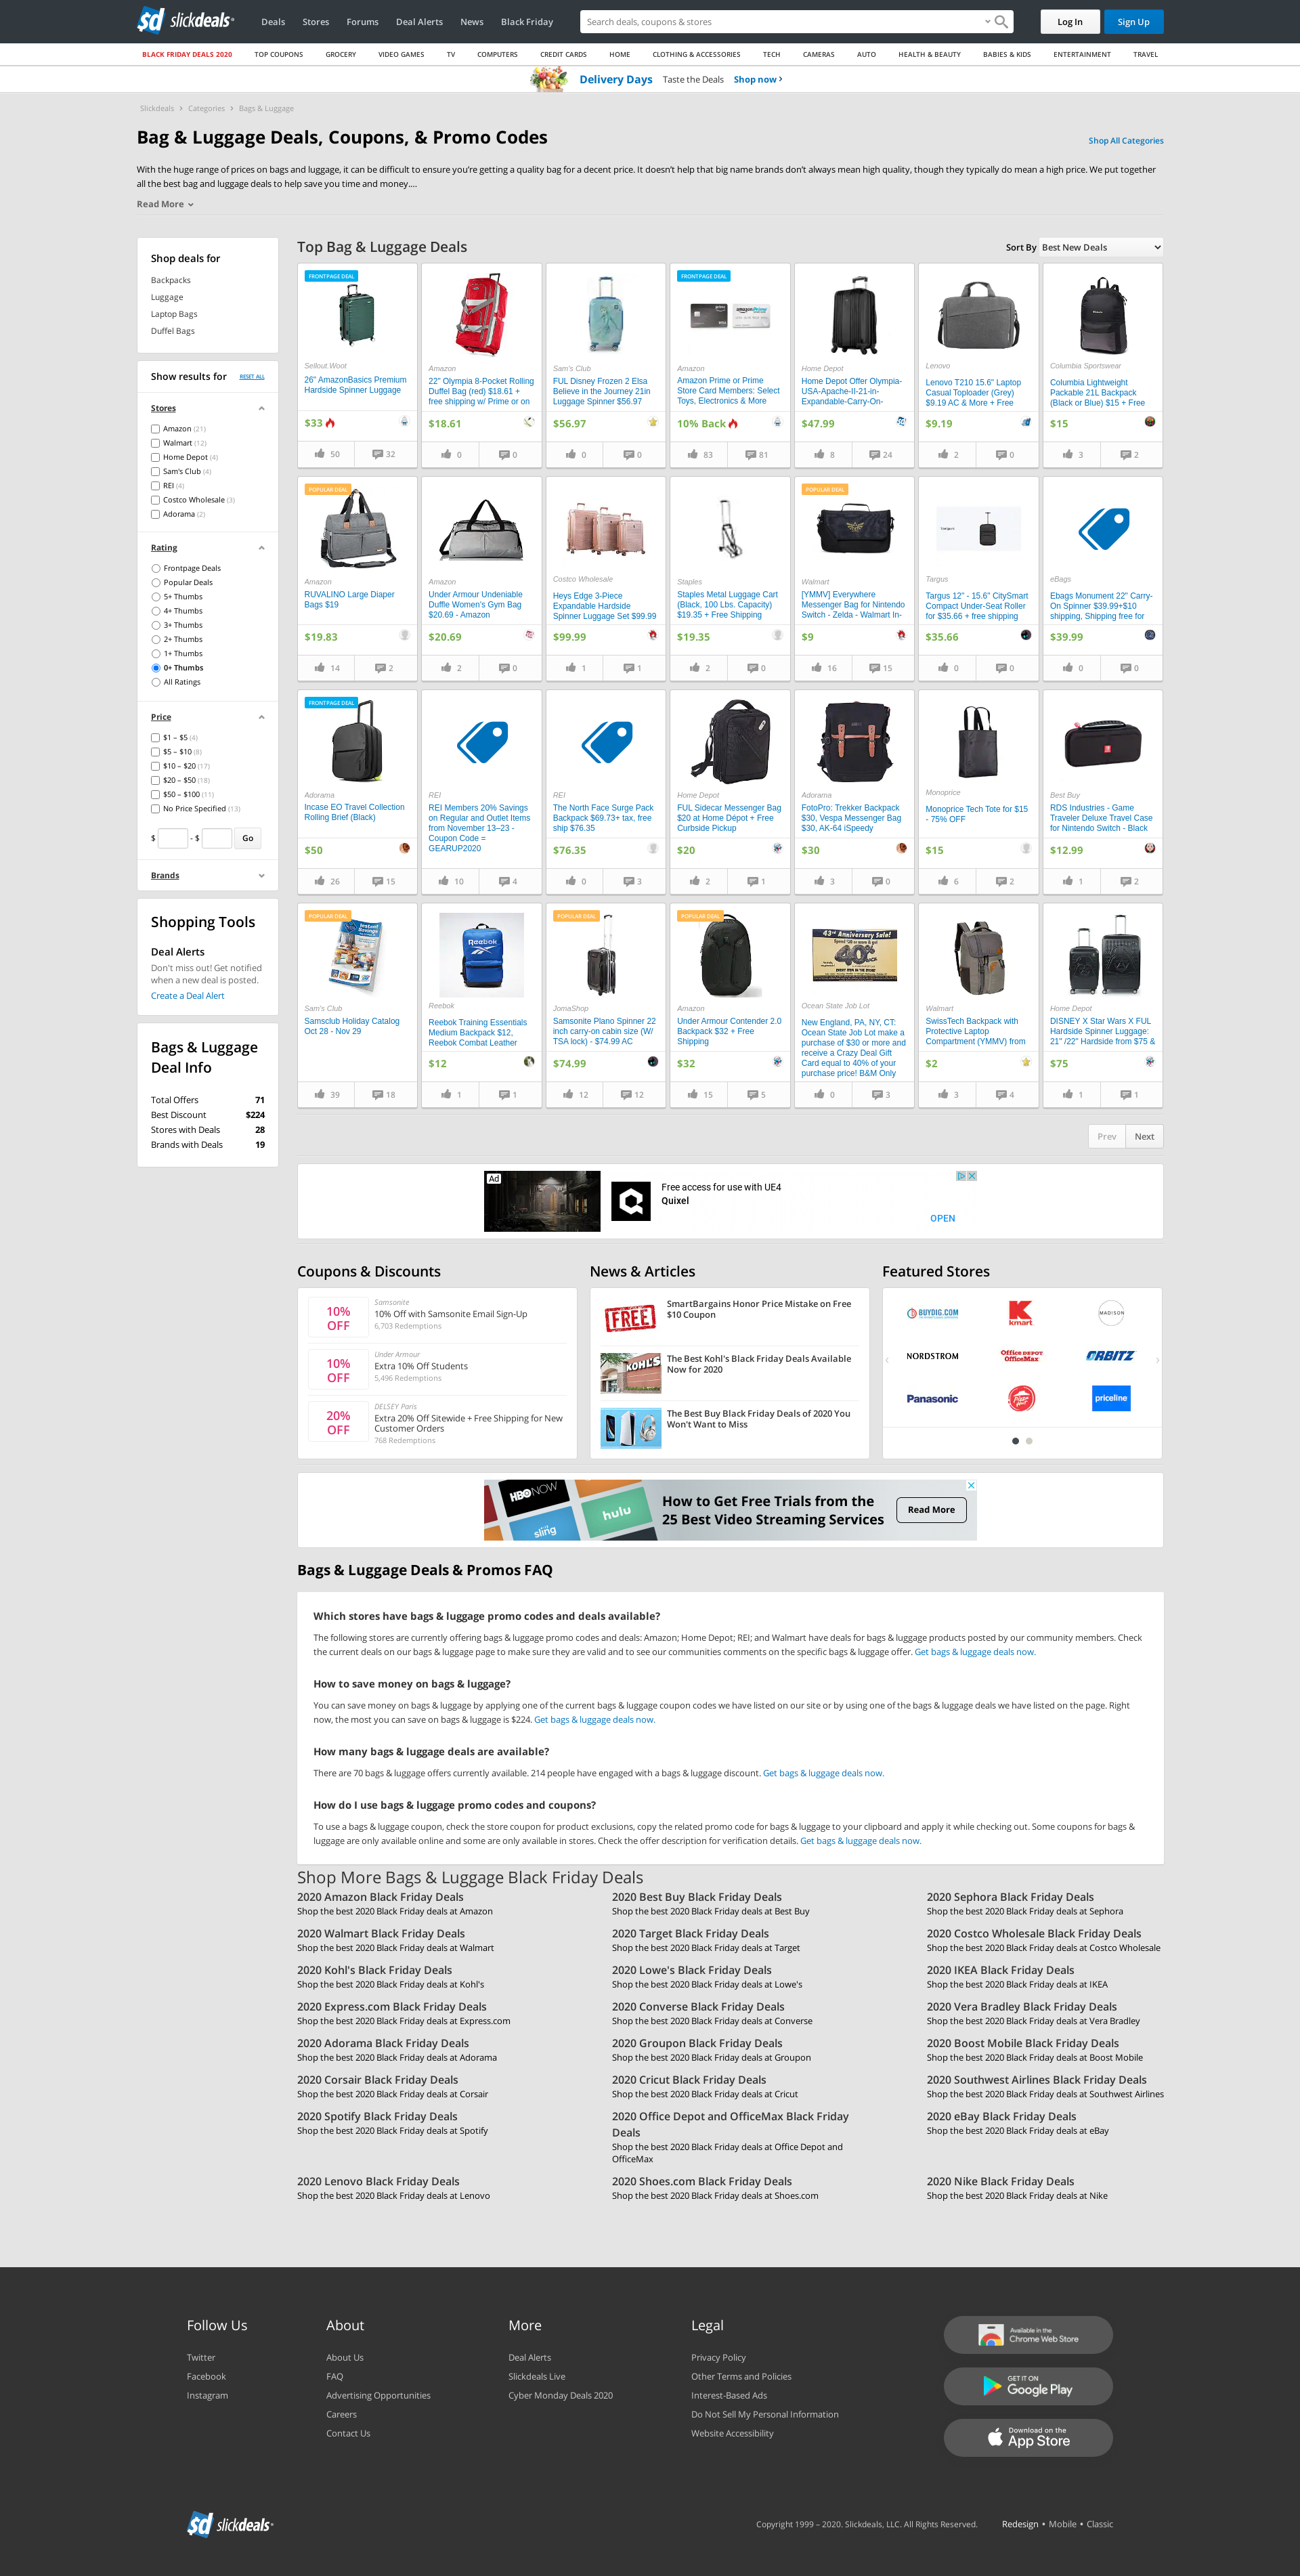 slickdeals
Deals
Stores
Forums
Deal Alerts
News
Black Friday
Search deals, coupons & stores
Log In
Sign Up
BLACK FRIDAY DEALS 2020
TOP COUPONS
GROCERY
VIDEO GAMES
TV
COMPUTERS
CREDIT CARDS
HOME
CLOTHING & ACCESSORIES
TECH
CAMERAS
AUTO
HEALTH & BEAUTY
BABIES & KIDS
ENTERTAINMENT
TRAVEL
Delivery Days Taste the Deals Shop now
Slickdeals > Categories > Bags & Luggage
Bag & Luggage Deals, Coupons, & Promo Codes
Shop All Categories
With the huge range of prices on bags and luggage, it can be difficult to ensure you're getting a quality bag for a decent price. It doesn't help that big name brands don't always mean high quality, though they typically do mean a high price. We put together
all the best bag and luggage deals to help save you time and money....
Read More
Shop deals for
Backpacks
Luggage
Laptop Bags
Duffel Bags
Show results for
RESET ALL
Stores
Amazon (21)
Walmart (12)
Home Depot (4)
Sam's Club (4)
REI (4)
Costco Wholesale (3)
Adorama (2)
Rating
Frontpage Deals
Popular Deals
5+ Thumbs
4+ Thumbs
3+ Thumbs
2+ Thumbs
1+ Thumbs
0+ Thumbs
All Ratings
Price
$1 – $5 (4)
$5 – $10 (8)
$10 – $20 (17)
$20 – $50 (18)
$50 – $100 (11)
No Price Specified (13)
$ - $ Go
Brands
Shopping Tools
Deal Alerts
Don't miss out! Get notified
when a new deal is posted.
Create a Deal Alert
Bags & Luggage
Deal Info
Total Offers 71
Best Discount $224
Stores with Deals 28
Brands with Deals 19
Top Bag & Luggage Deals
Sort By Best New Deals
FRONTPAGE DEAL
Sellout.Woot
26" AmazonBasics Premium
Hardside Spinner Luggage
$33
50 32
Amazon
22" Olympia 8-Pocket Rolling
Duffel Bag (red) $18.61 +
free shipping w/ Prime or on
$18.61
0 0
Sam's Club
FUL Disney Frozen 2 Elsa
Believe in the Journey 21in
Luggage Spinner $56.97
$56.97
0 0
FRONTPAGE DEAL
Amazon
Amazon Prime or Prime
Store Card Members: Select
Toys, Electronics & More
10% Back
83 81
Home Depot
Home Depot Offer Olympia-
USA-Apache-II-21-in-
Expandable-Carry-On-
$47.99
8 24
Lenovo
Lenovo T210 15.6" Laptop
Casual Toploader (Grey)
$9.19 AC & More + Free
$9.19
2 0
Columbia Sportswear
Columbia Lightweight
Packable 21L Backpack
(Black or Blue) $15 + Free
$15
3 2
POPULAR DEAL
Amazon
RUVALINO Large Diaper
Bags $19
$19.83
14 2
Amazon
Under Armour Undeniable
Duffle Women's Gym Bag
$20.69 - Amazon
$20.69
2 0
Costco Wholesale
Heys Edge 3-Piece
Expandable Hardside
Spinner Luggage Set $99.99
$99.99
1 1
Staples
Staples Metal Luggage Cart
(Black, 100 Lbs. Capacity)
$19.35 + Free Shipping
$19.35
2 0
POPULAR DEAL
Walmart
[YMMV] Everywhere
Messenger Bag for Nintendo
Switch - Zelda - Walmart In-
$9
16 15
Targus
Targus 12" - 15.6" CitySmart
Compact Under-Seat Roller
for $35.66 + free shipping
$35.66
0 0
eBags
Ebags Monument 22" Carry-
On Spinner $39.99+$10
shipping, Shipping free for
$39.99
0 0
FRONTPAGE DEAL
Adorama
Incase EO Travel Collection
Rolling Brief (Black)
$50
26 15
REI
REI Members 20% Savings
on Regular and Outlet Items
from November 13–23 -
Coupon Code =
GEARUP2020
10 4
REI
The North Face Surge Pack
Backpack $69.73+ tax, free
ship $76.35
$76.35
0 3
Home Depot
FUL Sidecar Messenger Bag
$20 at Home Depot + Free
Curbside Pickup
$20
2 1
Adorama
FotoPro: Trekker Backpack
$30, Vespa Messenger Bag
$30, AK-64 iSpeedy
$30
3 0
Monoprice
Monoprice Tech Tote for $15
- 75% OFF
$15
6 2
Best Buy
RDS Industries - Game
Traveler Deluxe Travel Case
for Nintendo Switch - Black
$12.99
1 2
POPULAR DEAL
Sam's Club
Samsclub Holiday Catalog
Oct 28 - Nov 29
39 18
Reebok
Reebok
Reebok Training Essentials
Medium Backpack $12,
Reebok Combat Leather
$12
1 1
POPULAR DEAL
JomaShop
Samsonite Plano Spinner 22
inch carry-on cabin size (W/
TSA lock) - $74.99 AC
$74.99
12 12
POPULAR DEAL
Amazon
Under Armour Contender 2.0
Backpack $32 + Free
Shipping
$32
15 5
43rd Anniversary Sale!
40%
Ocean State Job Lot
New England, PA, NY, CT:
Ocean State Job Lot make a
purchase of $30 or more and
receive a Crazy Deal Gift
Card equal to 40% of your
purchase price! B&M Only
0 3
Walmart
SwissTech Backpack with
Protective Laptop
Compartment (YMMV) from
$2
3 4
Home Depot
DISNEY X Star Wars X FUL
Hardside Spinner Luggage:
21" /22" Hardside from $75 &
$75
1 1
Prev Next
Ad
Free access for use with UE4
Quixel
OPEN
Coupons & Discounts
10%
OFF
Samsonite
10% Off with Samsonite Email Sign-Up
6,703 Redemptions
10%
OFF
Under Armour
Extra 10% Off Students
5,496 Redemptions
20%
OFF
DELSEY Paris
Extra 20% Off Sitewide + Free Shipping for New
Customer Orders
768 Redemptions
News & Articles
FREE
SmartBargains Honor Price Mistake on Free
$10 Coupon
KOHL'S
The Best Kohl's Black Friday Deals Available
Now for 2020
The Best Buy Black Friday Deals of 2020 You
Won't Want to Miss
Featured Stores
BUYDIG.COM
K kmart
MADISON
NORDSTROM
Office DEPOT
OfficeMax
ORBITZ
Panasonic
Pizza Hut
priceline
HBO NOW
hulu
sling
How to Get Free Trials from the
25 Best Video Streaming Services
Read More
Bags & Luggage Deals & Promos FAQ
Which stores have bags & luggage promo codes and deals available?
The following stores are currently offering bags & luggage promo codes and deals: Amazon; Home Depot; REI; and Walmart have deals for bags & luggage products posted by our community members. Check
the current deals on our bags & luggage page to make sure they are valid and to see our communities comments on the specific bags & luggage offer. Get bags & luggage deals now.
How to save money on bags & luggage?
You can save money on bags & luggage by applying one of the current bags & luggage coupon codes we have listed on our site or by using one of the bags & luggage deals we have listed on the page. Right
now, the most you can save on bags & luggage is $224. Get bags & luggage deals now.
How many bags & luggage deals are available?
There are 70 bags & luggage offers currently available. 214 people have engaged with a bags & luggage discount. Get bags & luggage deals now.
How do I use bags & luggage promo codes and coupons?
To use a bags & luggage coupon, check the store coupon for product exclusions, copy the related promo code for bags & luggage to your clipboard and apply it while checking out. Some coupons for bags &
luggage are only available online and some are only available in stores. Check the offer description for verification details. Get bags & luggage deals now.
Shop More Bags & Luggage Black Friday Deals
2020 Amazon Black Friday Deals
Shop the best 2020 Black Friday deals at Amazon
2020 Best Buy Black Friday Deals
Shop the best 2020 Black Friday deals at Best Buy
2020 Sephora Black Friday Deals
Shop the best 2020 Black Friday deals at Sephora
2020 Walmart Black Friday Deals
Shop the best 2020 Black Friday deals at Walmart
2020 Target Black Friday Deals
Shop the best 2020 Black Friday deals at Target
2020 Costco Wholesale Black Friday Deals
Shop the best 2020 Black Friday deals at Costco Wholesale
2020 Kohl's Black Friday Deals
Shop the best 2020 Black Friday deals at Kohl's
2020 Lowe's Black Friday Deals
Shop the best 2020 Black Friday deals at Lowe's
2020 IKEA Black Friday Deals
Shop the best 2020 Black Friday deals at IKEA
2020 Express.com Black Friday Deals
Shop the best 2020 Black Friday deals at Express.com
2020 Converse Black Friday Deals
Shop the best 2020 Black Friday deals at Converse
2020 Vera Bradley Black Friday Deals
Shop the best 2020 Black Friday deals at Vera Bradley
2020 Adorama Black Friday Deals
Shop the best 2020 Black Friday deals at Adorama
2020 Groupon Black Friday Deals
Shop the best 2020 Black Friday deals at Groupon
2020 Boost Mobile Black Friday Deals
Shop the best 2020 Black Friday deals at Boost Mobile
2020 Corsair Black Friday Deals
Shop the best 2020 Black Friday deals at Corsair
2020 Cricut Black Friday Deals
Shop the best 2020 Black Friday deals at Cricut
2020 Southwest Airlines Black Friday Deals
Shop the best 2020 Black Friday deals at Southwest Airlines
2020 Spotify Black Friday Deals
Shop the best 2020 Black Friday deals at Spotify
2020 Office Depot and OfficeMax Black Friday
Deals
Shop the best 2020 Black Friday deals at Office Depot and
OfficeMax
2020 eBay Black Friday Deals
Shop the best 2020 Black Friday deals at eBay
2020 Lenovo Black Friday Deals
Shop the best 2020 Black Friday deals at Lenovo
2020 Shoes.com Black Friday Deals
Shop the best 2020 Black Friday deals at Shoes.com
2020 Nike Black Friday Deals
Shop the best 2020 Black Friday deals at Nike
Follow Us
Twitter
Facebook
Instagram
About
About Us
FAQ
Advertising Opportunities
Careers
Contact Us
More
Deal Alerts
Slickdeals Live
Cyber Monday Deals 2020
Legal
Privacy Policy
Other Terms and Policies
Interest-Based Ads
Do Not Sell My Personal Information
Website Accessibility
Available in the
Chrome Web Store
GET IT ON
Google Play
Download on the
App Store
slickdeals
Copyright 1999 – 2020. Slickdeals, LLC. All Rights Reserved.
Redesign • Mobile • Classic